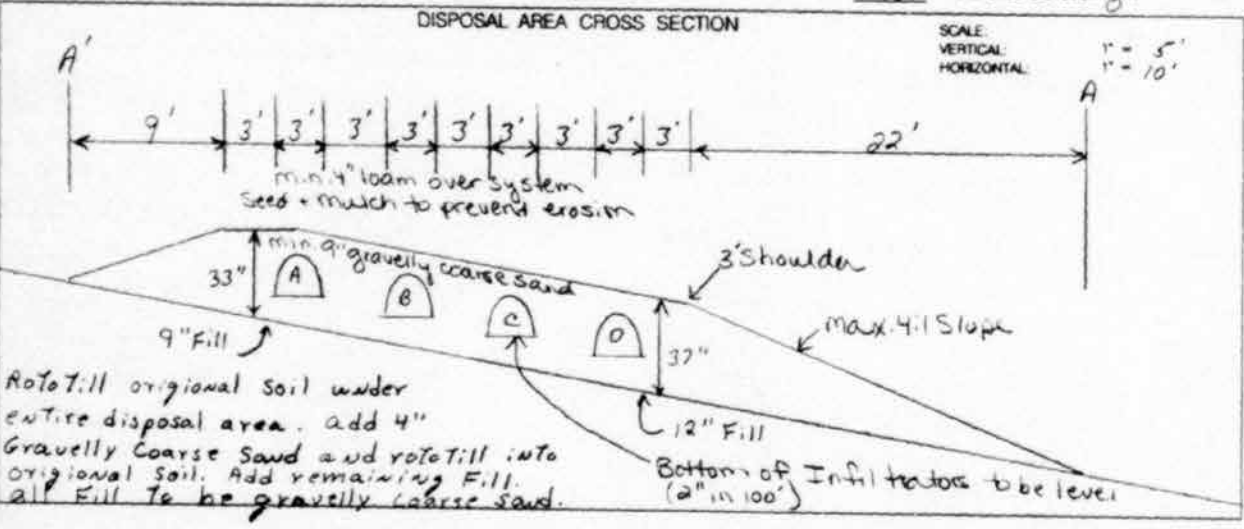 DISPOSAL AREA CROSS SECTION
SCALE:
VERTICAL: 1" = 5'
HORIZONTAL: 1" = 10'
A'
A
9' 3' 3' 3' 3' 3' 3' 3' 3' 3' 22'
min. 4" loam over system
Seed + mulch to prevent erosion
min. 9" gravelly coarse sand
33"
A
B
C
D
3' Shoulder
max. 4:1 Slope
37"
9" Fill
12" Fill
RotoTill origional Soil under
entire disposal area. add 4"
Gravelly Coarse Sand and rotoTill into
origional Soil. Add remaining Fill.
all Fill To be gravelly coarse sand.
Bottom of Infiltrators to be level
(2" in 100')